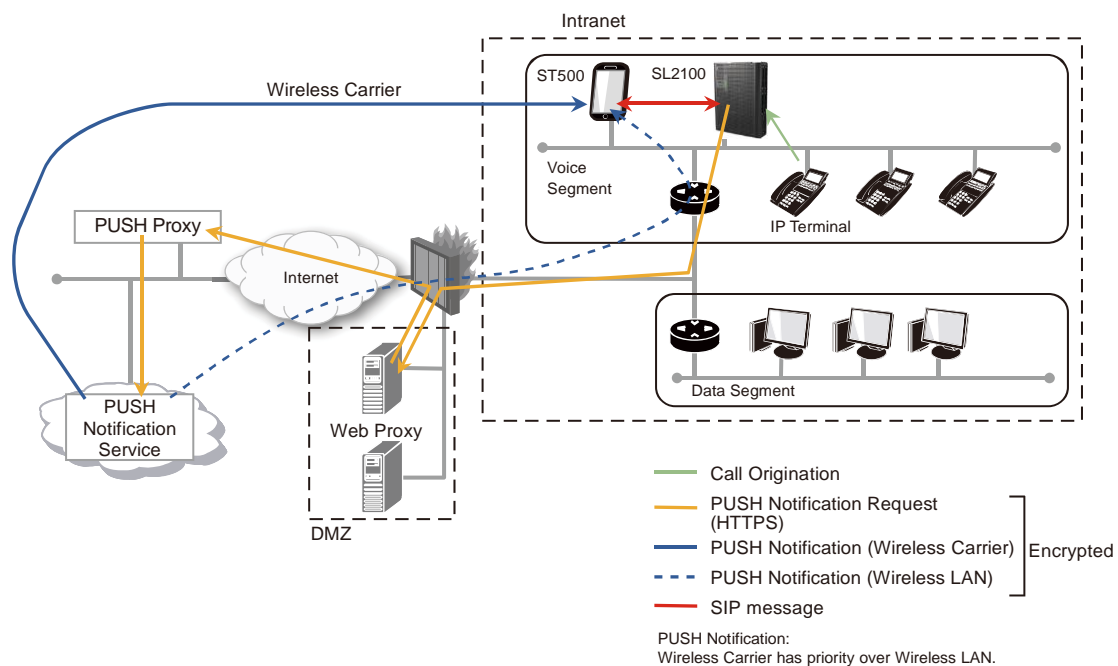 Intranet
ST500
SL2100
Wireless Carrier
Voice
Segment
PUSH Proxy
IP Terminal
Internet
Data Segment
PUSH
Notification
Service
Web Proxy
DMZ
Call Origination
PUSH Notification Request
(HTTPS)
PUSH Notification (Wireless Carrier)
Encrypted
PUSH Notification (Wireless LAN)
SIP message
PUSH Notification:
Wireless Carrier has priority over Wireless LAN.